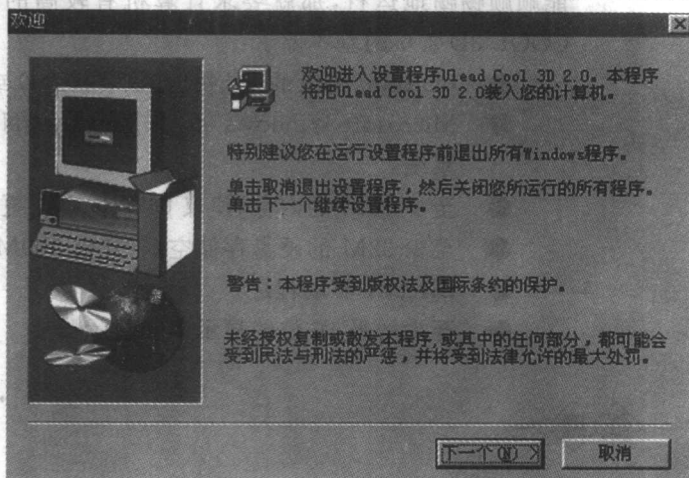 欢迎
欢迎进入设置程序Ulead Cool 3D 2.0。本程序
将把Ulead Cool 3D 2.0装入您的计算机。
特别建议您在运行设置程序前退出所有Windows程序。
单击取消退出设置程序，然后关闭您所运行的所有程序。
单击下一个继续设置程序。
警告：本程序受到版权法及国际条约的保护。
未经授权复制或散发本程序，或其中的任何部分，都可能会
受到民法与刑法的严惩，并将受到法律允许的最大处罚。
下一个(N) >
取消